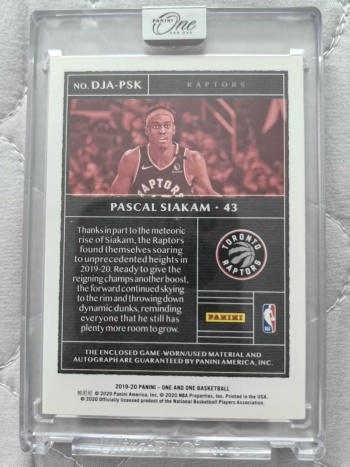 PANINI
One
AND ONE
NO. DJA-PSK
RAPTORS
RAPTORS
PASCAL SIAKAM • 43
Thanks in part to the meteoric
rise of Siakam, the Raptors
found themselves soaring
to unprecedented heights in
2019-20. Ready to give the
reigning champs another boost,
the forward continued skying
to the rim and throwing down
dynamic dunks, reminding
everyone that he still has
plenty more room to grow.
TORONTO
RAPTORS
PANINI
THE ENCLOSED GAME-WORN/USED MATERIAL AND
AUTOGRAPH ARE GUARANTEED BY PANINI AMERICA, INC.
2019-20 PANINI – ONE AND ONE BASKETBALL
© 2020 Panini America, Inc. © 2020 NBA Properties, Inc. Printed in the USA.
© 2020 Officially licensed product of the National Basketball Players Association.